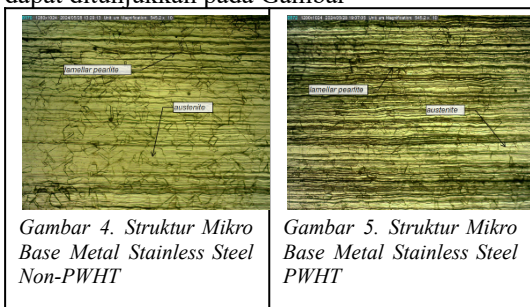 dapat ditunjukkan pada Gambar
lamellar pearlite
austenite
lamellar pearlite
austenite
Gambar 4. Struktur Mikro
Base Metal Stainless Steel
Non-PWHT
Gambar 5. Struktur Mikro
Base Metal Stainless Steel
PWHT